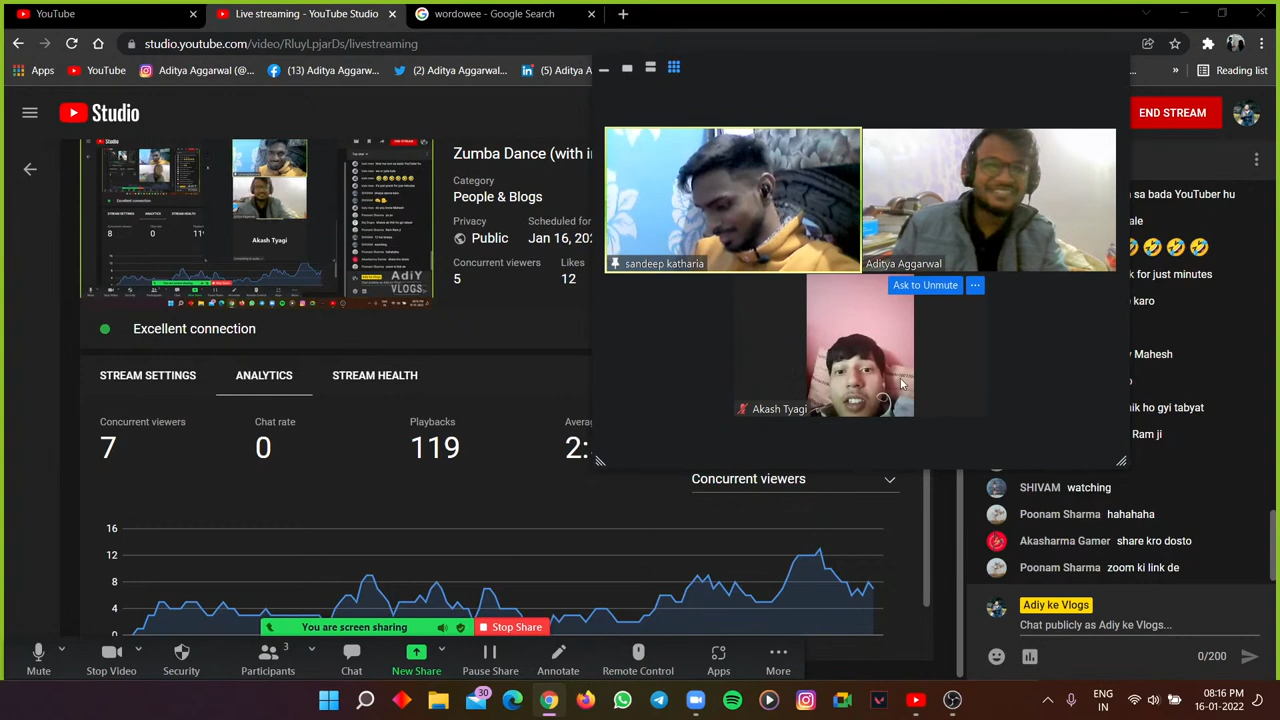 YouTube
Live streaming - YouTube Studio
wordowee - Google Search
studio.youtube.com/video/RluyLpjarDs/livestreaming
Apps
YouTube
Aditya Aggarwal (@...
(13) Aditya Aggarw...
(2) Aditya Aggarwal...
(5) Aditya A
...
»
Reading list
Studio
END STREAM
Zumba Dance (with i
Category
People & Blogs
Privacy
Scheduled for
Public
Jan 16, 202
Concurrent viewers
Likes
5
12
Akash Tyagi
AdiY
VLOGS
Excellent connection
STREAM SETTINGS
ANALYTICS
STREAM HEALTH
Concurrent viewers
Chat rate
Playbacks
Averag
7
0
119
2:
Concurrent viewers
16
12
8
4
0
sandeep katharia
Aditya Aggarwal
Ask to Unmute
...
Akash Tyagi
sa bada YouTuber hu
ale
k for just minutes
karo
Mahesh
ik ho gyi tabyat
Ram ji
SHIVAM watching
Poonam Sharma hahahaha
Akasharma Gamer share kro dosto
Poonam Sharma zoom ki link de
Adiy ke Vlogs
Chat publicly as Adiy ke Vlogs...
0/200
You are screen sharing
Stop Share
Mute
Stop Video
Security
Participants
3
Chat
New Share
Pause Share
Annotate
Remote Control
Apps
More
30
ENG
IN
08:16 PM
16-01-2022